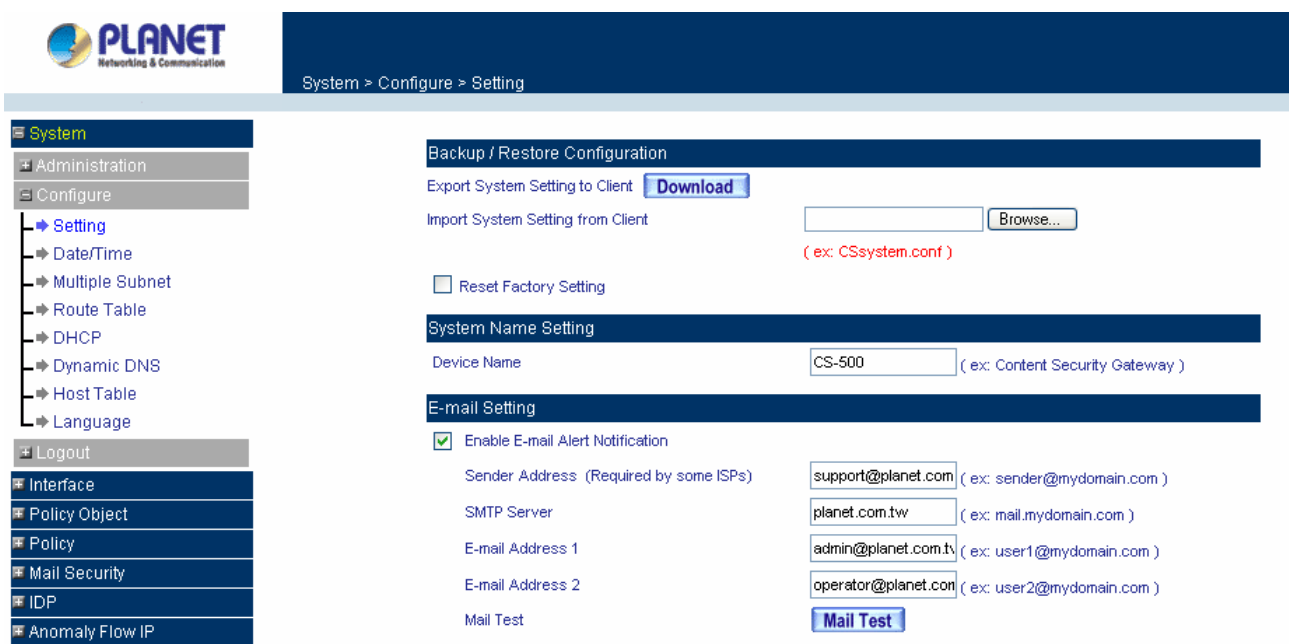 PLANET
Networking & Communication
System > Configure > Setting
System
Administration
Configure
Setting
Date/Time
Multiple Subnet
Route Table
DHCP
Dynamic DNS
Host Table
Language
Logout
Interface
Policy Object
Policy
Mail Security
IDP
Anomaly Flow IP
Backup / Restore Configuration
Export System Setting to Client Download
Import System Setting from Client Browse...
( ex: CSsystem.conf )
Reset Factory Setting
System Name Setting
Device Name CS-500 ( ex: Content Security Gateway )
E-mail Setting
Enable E-mail Alert Notification
Sender Address (Required by some ISPs) support@planet.com ( ex: sender@mydomain.com )
SMTP Server planet.com.tw ( ex: mail.mydomain.com )
E-mail Address 1 admin@planet.com.tw ( ex: user1@mydomain.com )
E-mail Address 2 operator@planet.com ( ex: user2@mydomain.com )
Mail Test Mail Test